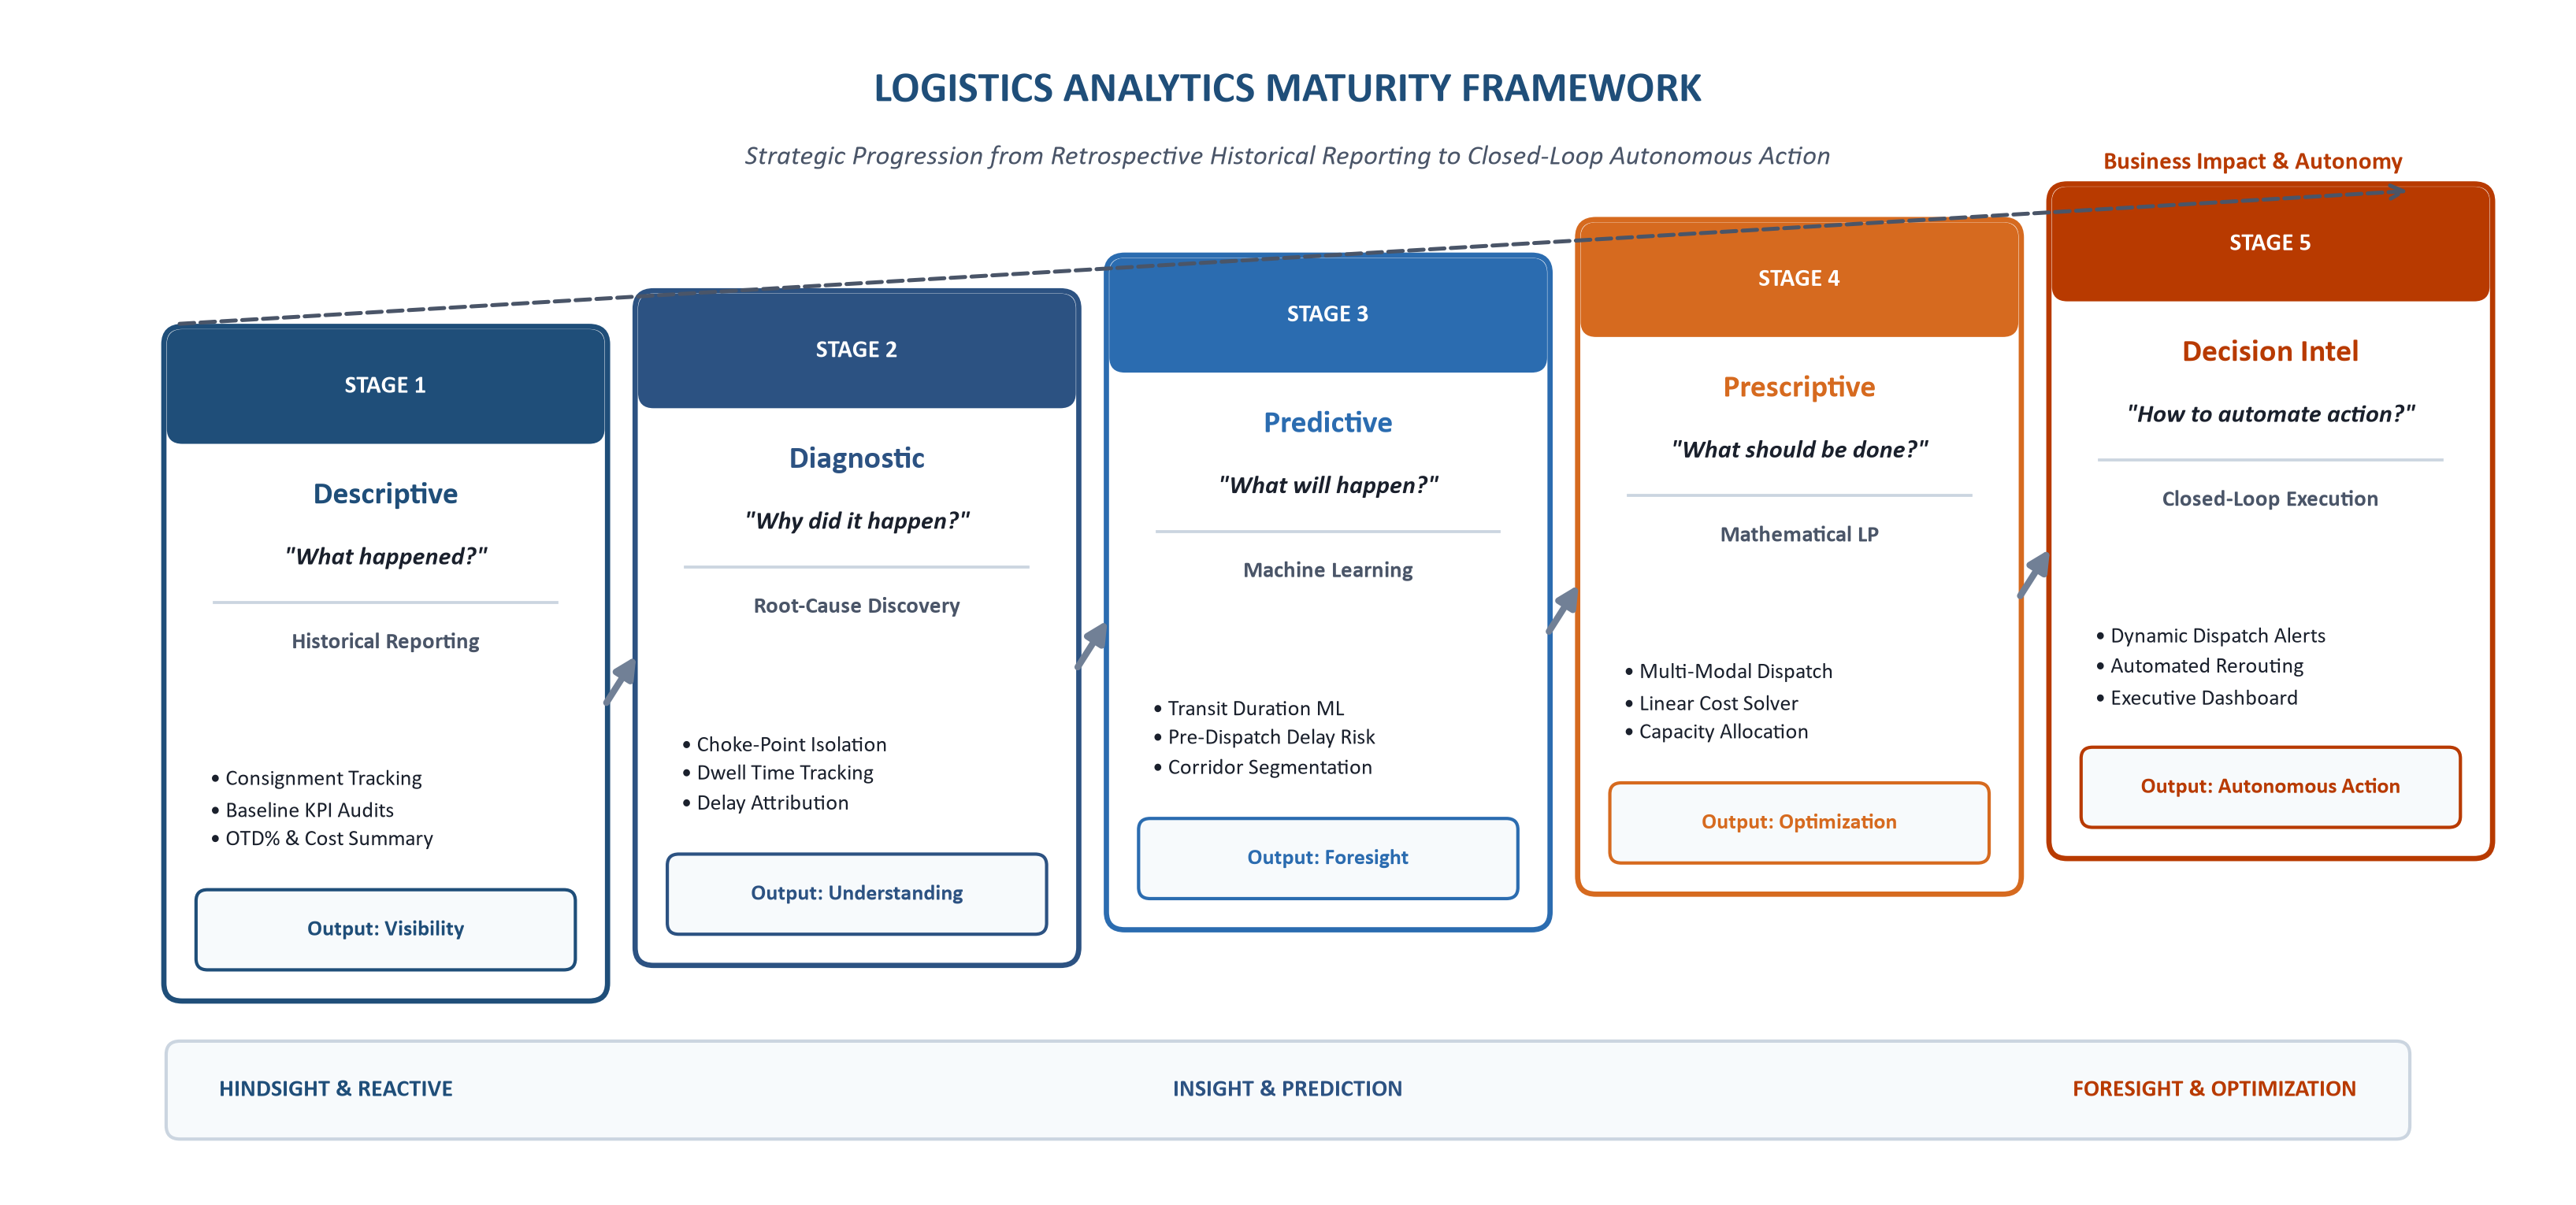 LOGISTICS ANALYTICS MATURITY FRAMEWORK
Strategic Progression from Retrospective Historical Reporting to Closed-Loop Autonomous Action
Business Impact & Autonomy
STAGE 1
Descriptive
"What happened?"
Historical Reporting
• Consignment Tracking
• Baseline KPI Audits
• OTD% & Cost Summary
Output: Visibility
STAGE 2
Diagnostic
"Why did it happen?"
Root-Cause Discovery
• Choke-Point Isolation
• Dwell Time Tracking
• Delay Attribution
Output: Understanding
STAGE 3
Predictive
"What will happen?"
Machine Learning
• Transit Duration ML
• Pre-Dispatch Delay Risk
• Corridor Segmentation
Output: Foresight
STAGE 4
Prescriptive
"What should be done?"
Mathematical LP
• Multi-Modal Dispatch
• Linear Cost Solver
• Capacity Allocation
Output: Optimization
STAGE 5
Decision Intel
"How to automate action?"
Closed-Loop Execution
• Dynamic Dispatch Alerts
• Automated Rerouting
• Executive Dashboard
Output: Autonomous Action
HINDSIGHT & REACTIVE
INSIGHT & PREDICTION
FORESIGHT & OPTIMIZATION